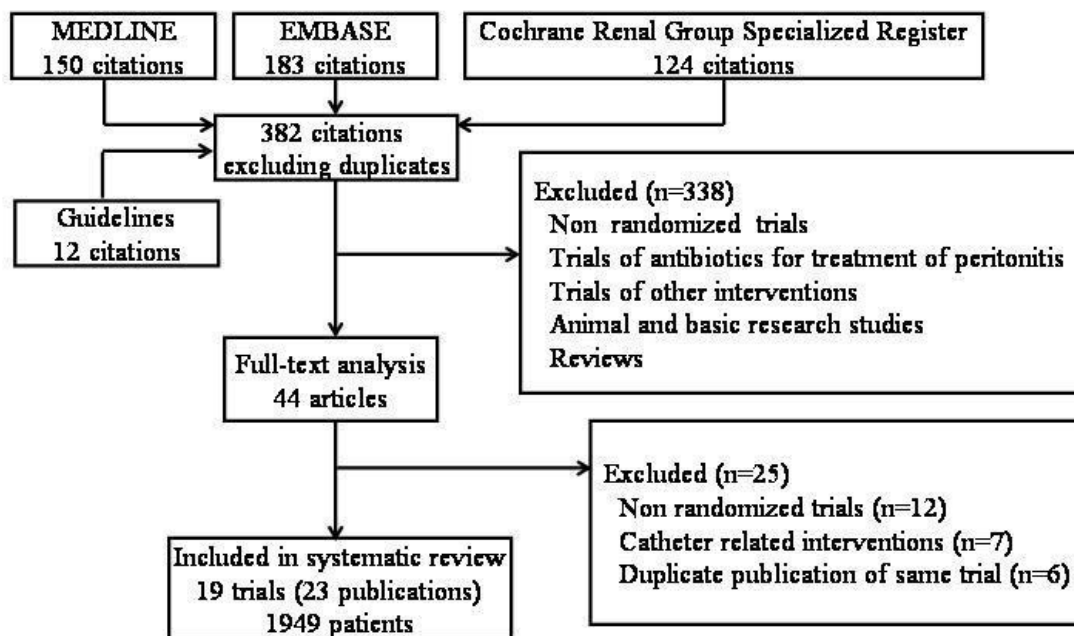 MEDLINE
150 citations
EMBASE
183 citations
Cochrane Renal Group Specialized Register
124 citations
382 citations
excluding duplicates
Guidelines
12 citations
Excluded (n=338)
Non randomized trials
Trials of antibiotics for treatment of peritonitis
Trials of other interventions
Animal and basic research studies
Reviews
Full-text analysis
44 articles
Excluded (n=25)
Non randomized trials (n=12)
Catheter related interventions (n=7)
Duplicate publication of same trial (n=6)
Included in systematic review
19 trials (23 publications)
1949 patients